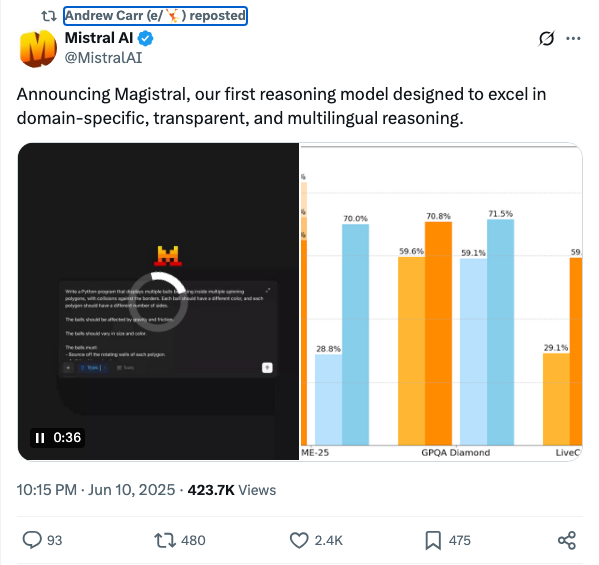 Andrew Carr (e/🤸) reposted
Mistral AI
@MistralAI
Announcing Magistral, our first reasoning model designed to excel in
domain-specific, transparent, and multilingual reasoning.
Write a Python program that displays multiple balls bouncing inside multiple spinning
polygons, with collisions against the borders. Each ball should have a different color, and each
polygon should have a different number of sides.
The balls should be affected by gravity and friction.
The balls should vary in size and color.
The balls must:
- Bounce off the rotating walls of each polygon.
Think
Tools
0:36
%
%
%
28.8%
70.0%
59.6%
70.8%
59.1%
71.5%
29.1%
59.
ME-25
GPQA Diamond
LiveC
10:15 PM · Jun 10, 2025 · 423.7K Views
93
480
2.4K
475